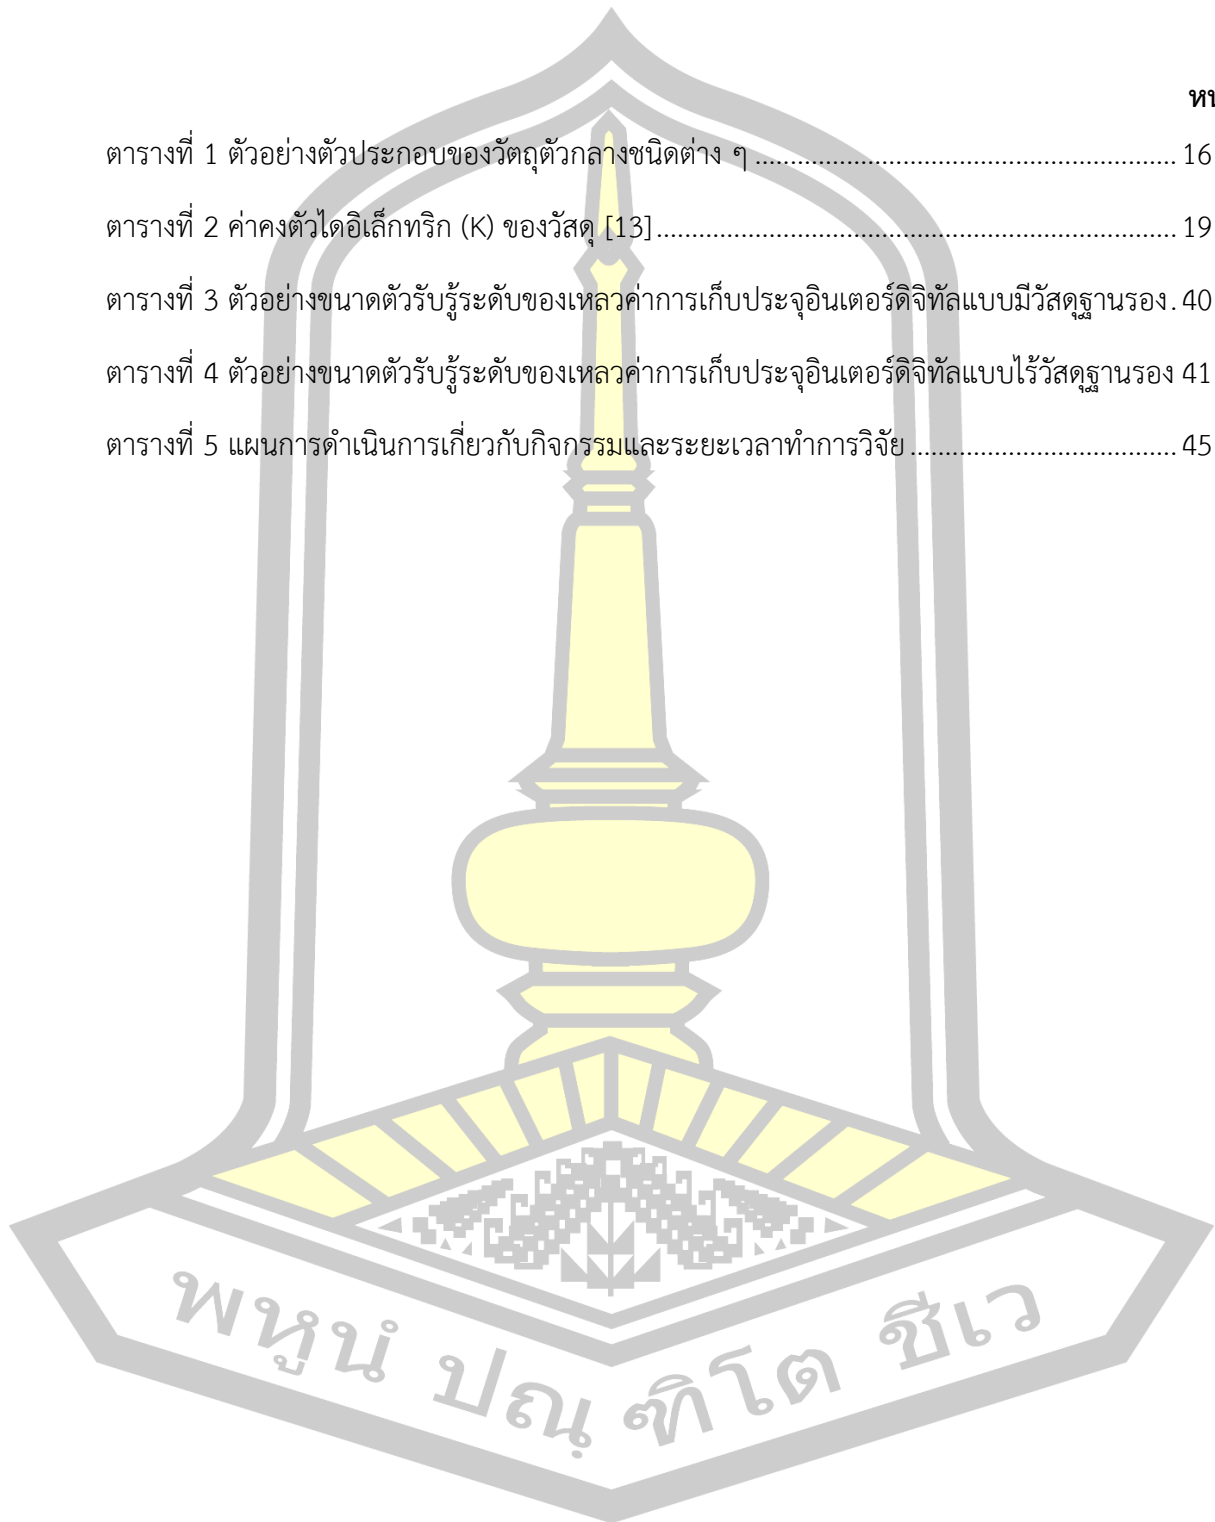 ตารางที่ 1 ตัวอย่างตัวประกอบของวัตถุตัวกลางชนิดต่าง ๆ ................................................................ 16
ตารางที่ 2 ค่าคงตัวไดอิเล็กทริก (K) ของวัสดุ [13] ................................................................ 19
ตารางที่ 3 ตัวอย่างขนาดตัวรับรู้ระดับของเหลวค่าการเก็บประจุอินเตอร์ดิจิทัลแบบมีวัสดุฐานรอง . 40
ตารางที่ 4 ตัวอย่างขนาดตัวรับรู้ระดับของเหลวค่าการเก็บประจุอินเตอร์ดิจิทัลแบบไร้วัสดุฐานรอง 41
ตารางที่ 5 แผนการดำเนินการเกี่ยวกับกิจกรรมและระยะเวลาทำการวิจัย ........................................ 45
พหูนํ ปณฺฑิโต ชีเว